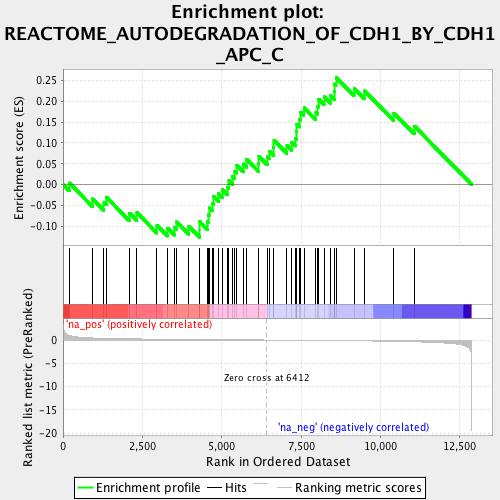 Enrichment plot:
REACTOME_AUTODEGRADATION_OF_CDH1_BY_CDH1
_APC_C
Enrichment score (ES)
0.25
0.20
0.15
0.10
0.05
0.00
-0.05
-0.10
'na_pos' (positively correlated)
Ranked list metric (PreRanked)
0
-5
-10
-15
-20
Zero cross at 6412
'na_neg' (negatively correlated)
0
2,500
5,000
7,500
10,000
12,500
Rank in Ordered Dataset
Enrichment profile
Hits
Ranking metric scores